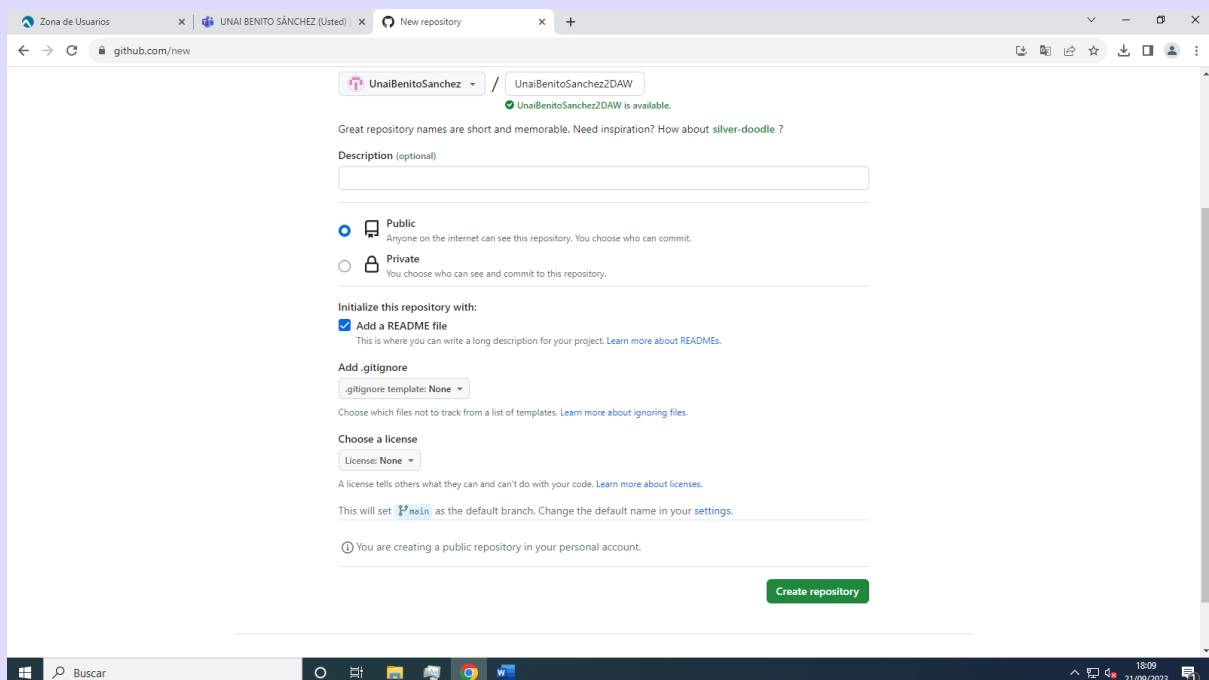 Zona de Usuarios
UNAI BENITO SÁNCHEZ (Usted) |
New repository
github.com/new
UnaiBenitoSanchez / UnaiBenitoSanchez2DAW
UnaiBenitoSanchez2DAW is available.
Great repository names are short and memorable. Need inspiration? How about silver-doodle ?
Description (optional)
Public
Anyone on the internet can see this repository. You choose who can commit.
Private
You choose who can see and commit to this repository.
Initialize this repository with:
Add a README file
This is where you can write a long description for your project. Learn more about READMEs.
Add .gitignore
.gitignore template: None
Choose which files not to track from a list of templates. Learn more about ignoring files.
Choose a license
License: None
A license tells others what they can and can't do with your code. Learn more about licenses.
This will set main as the default branch. Change the default name in your settings.
You are creating a public repository in your personal account.
Create repository
Buscar
18:09
21/09/2023